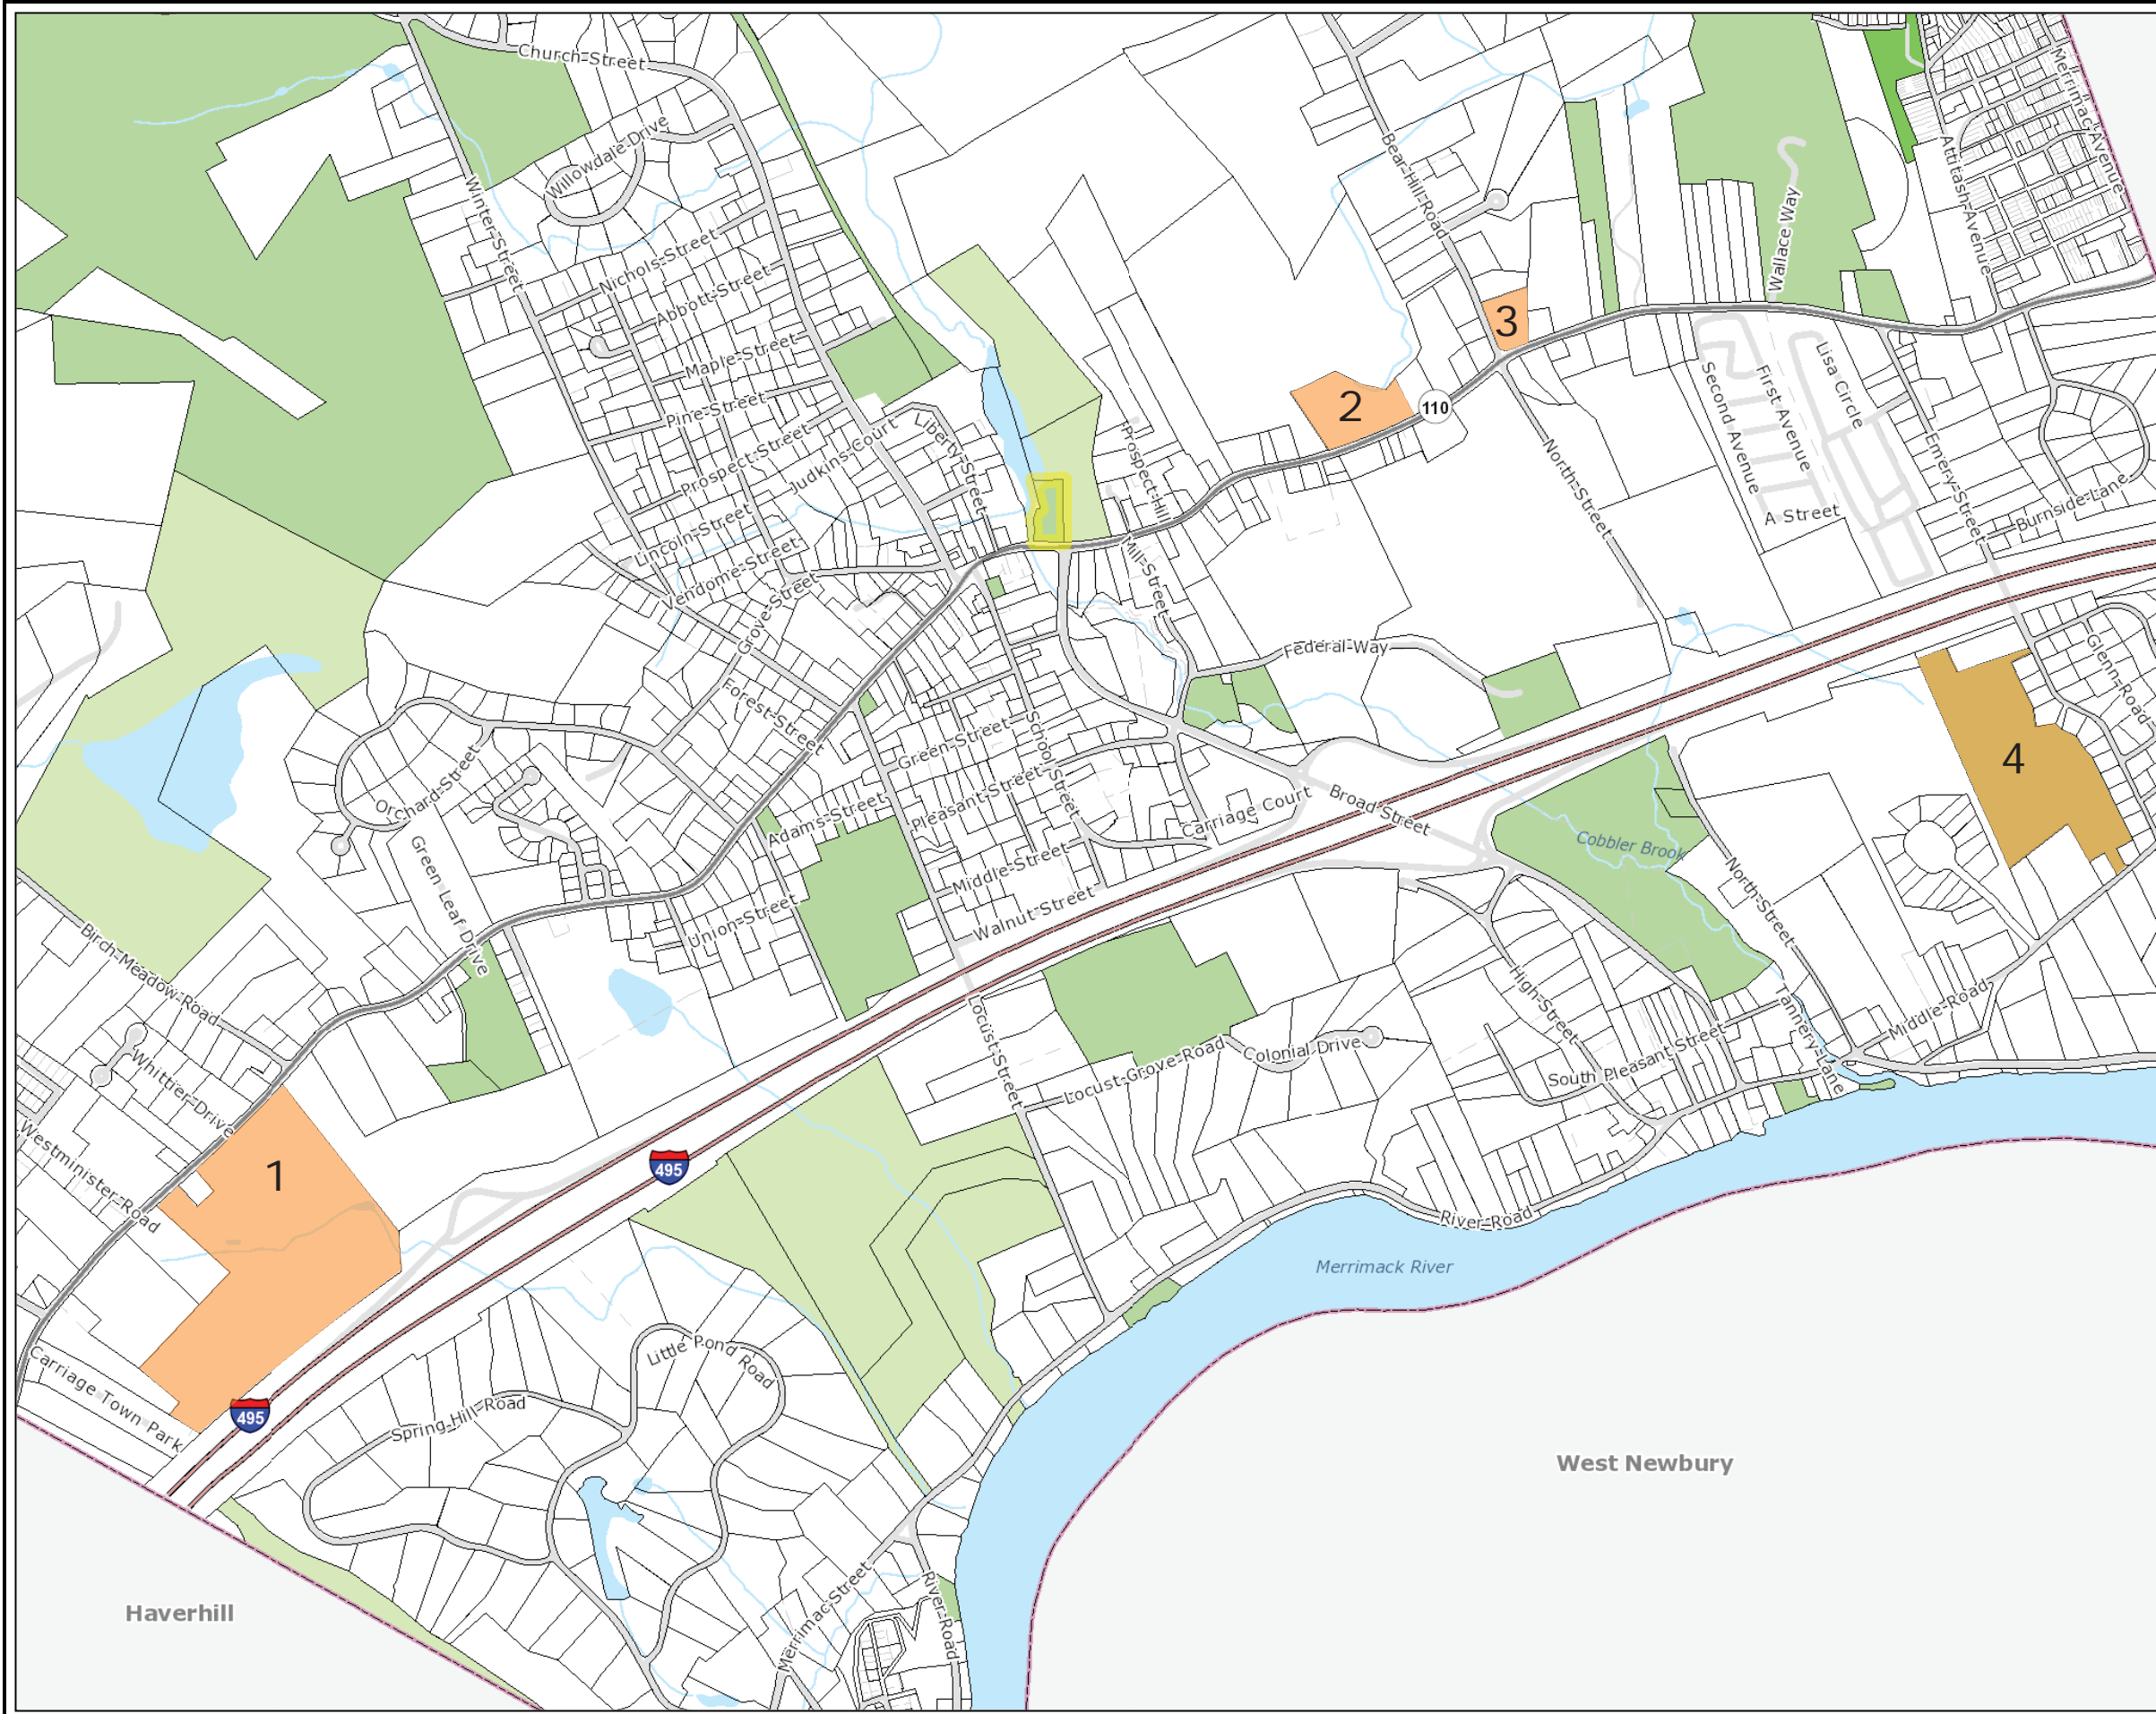 Church Street
Merrimac Avenue
Willowdale Drive
Bear Hill Road
Attitash Avenue
Winter Street
Wallace Way
Nichols Street
Abbott Street
3
Maple Street
Lisa Circle
Second Avenue
First Avenue
Pine Street
2
110
Prospect Street
Judkins Court
Liberty Street
Prospect Hill
North Street
Emery Street
Burnside Lane
A Street
Lincoln Street
Vendome Street
Mill Street
Grove Street
Federal Way
Glenn Road
Forest Street
Green Street
School Street
4
Orchard Street
Pleasant Street
Adams Street
Carriage Court
Broad Street
Cobbler Brook
Green Leaf Drive
Middle Street
North Street
Walnut Street
Union Street
Birch Meadow Road
High Street
Locust Street
Tannery Lane
Middle Road
Whittier Drive
Locust Grove Road
Colonial Drive
South Pleasant Street
Westminister Road
1
495
River Road
Merrimack River
Little Pond Road
Carriage Town Park
495
Spring Hill Road
West Newbury
Haverhill
Merrimac Street
River Road